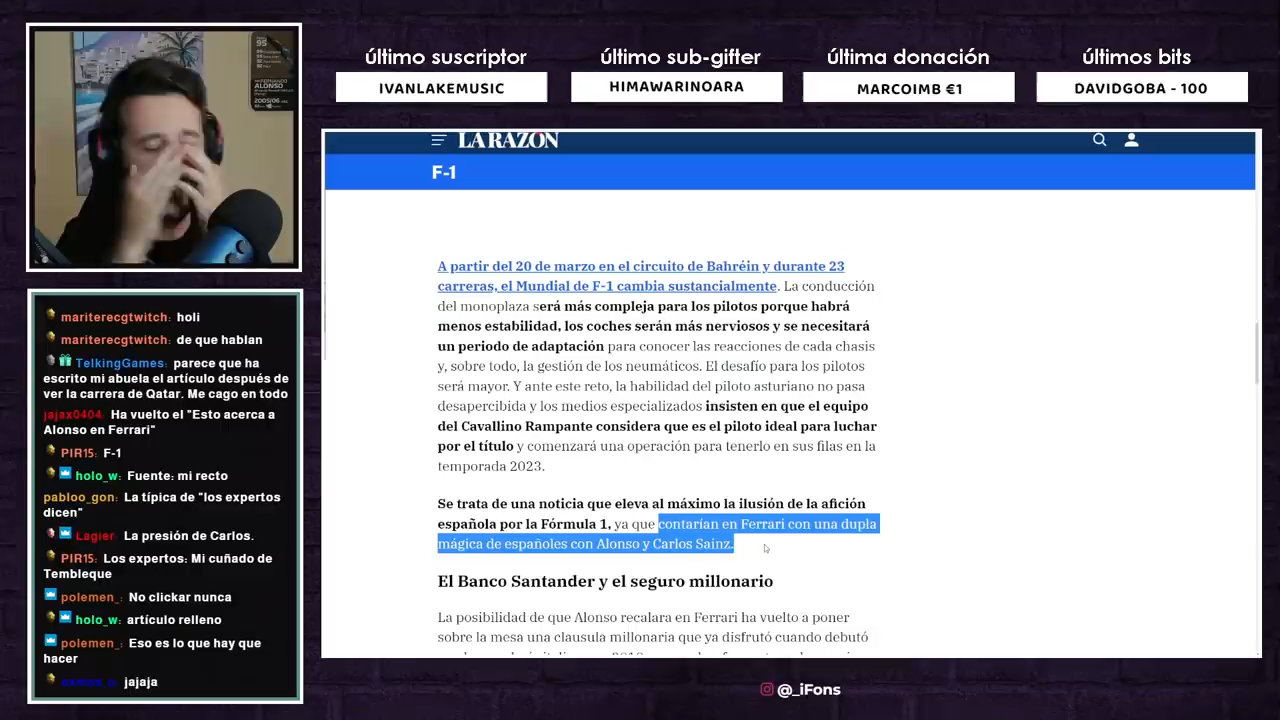 último suscriptor
IVANLAKEMUSIC
último sub-gifter
HIMAWARINOARA
última donación
MARCOIMB €1
últimos bits
DAVIDGOBA - 100
FERNANDO
ALONSO
2005/06
mariterecgtwitch: holi
mariterecgtwitch: de que hablan
TelkingGames: parece que ha
escrito mi abuela el artículo después de
ver la carrera de Qatar. Me cago en todo
jajax0404: Ha vuelto el "Esto acerca a
Alonso en Ferrari"
PIR15: F-1
holo_w: Fuente: mi recto
pabloo_gon: La típica de "los expertos
dicen"
Lagier: La presión de Carlos.
PIR15: Los expertos: Mi cuñado de
Tembleque
polemen_: No clickar nunca
holo_w: artículo relleno
polemen_: Eso es lo que hay que
hacer
jajaja
LA RAZÓN
F-1
A partir del 20 de marzo en el circuito de Bahréin y durante 23
carreras, el Mundial de F-1 cambia sustancialmente. La conducción
del monoplaza será más compleja para los pilotos porque habrá
menos estabilidad, los coches serán más nerviosos y se necesitará
un periodo de adaptación para conocer las reacciones de cada chasis
y, sobre todo, la gestión de los neumáticos. El desafío para los pilotos
será mayor. Y ante este reto, la habilidad del piloto asturiano no pasa
desapercibida y los medios especializados insisten en que el equipo
del Cavallino Rampante considera que es el piloto ideal para luchar
por el título y comenzará una operación para tenerlo en sus filas en la
temporada 2023.
Se trata de una noticia que eleva al máximo la ilusión de la afición
española por la Fórmula 1, ya que contarían en Ferrari con una dupla
mágica de españoles con Alonso y Carlos Sainz.
El Banco Santander y el seguro millonario
La posibilidad de que Alonso recalara en Ferrari ha vuelto a poner
sobre la mesa una clausula millonaria que ya disfrutó cuando debutó
@_iFons